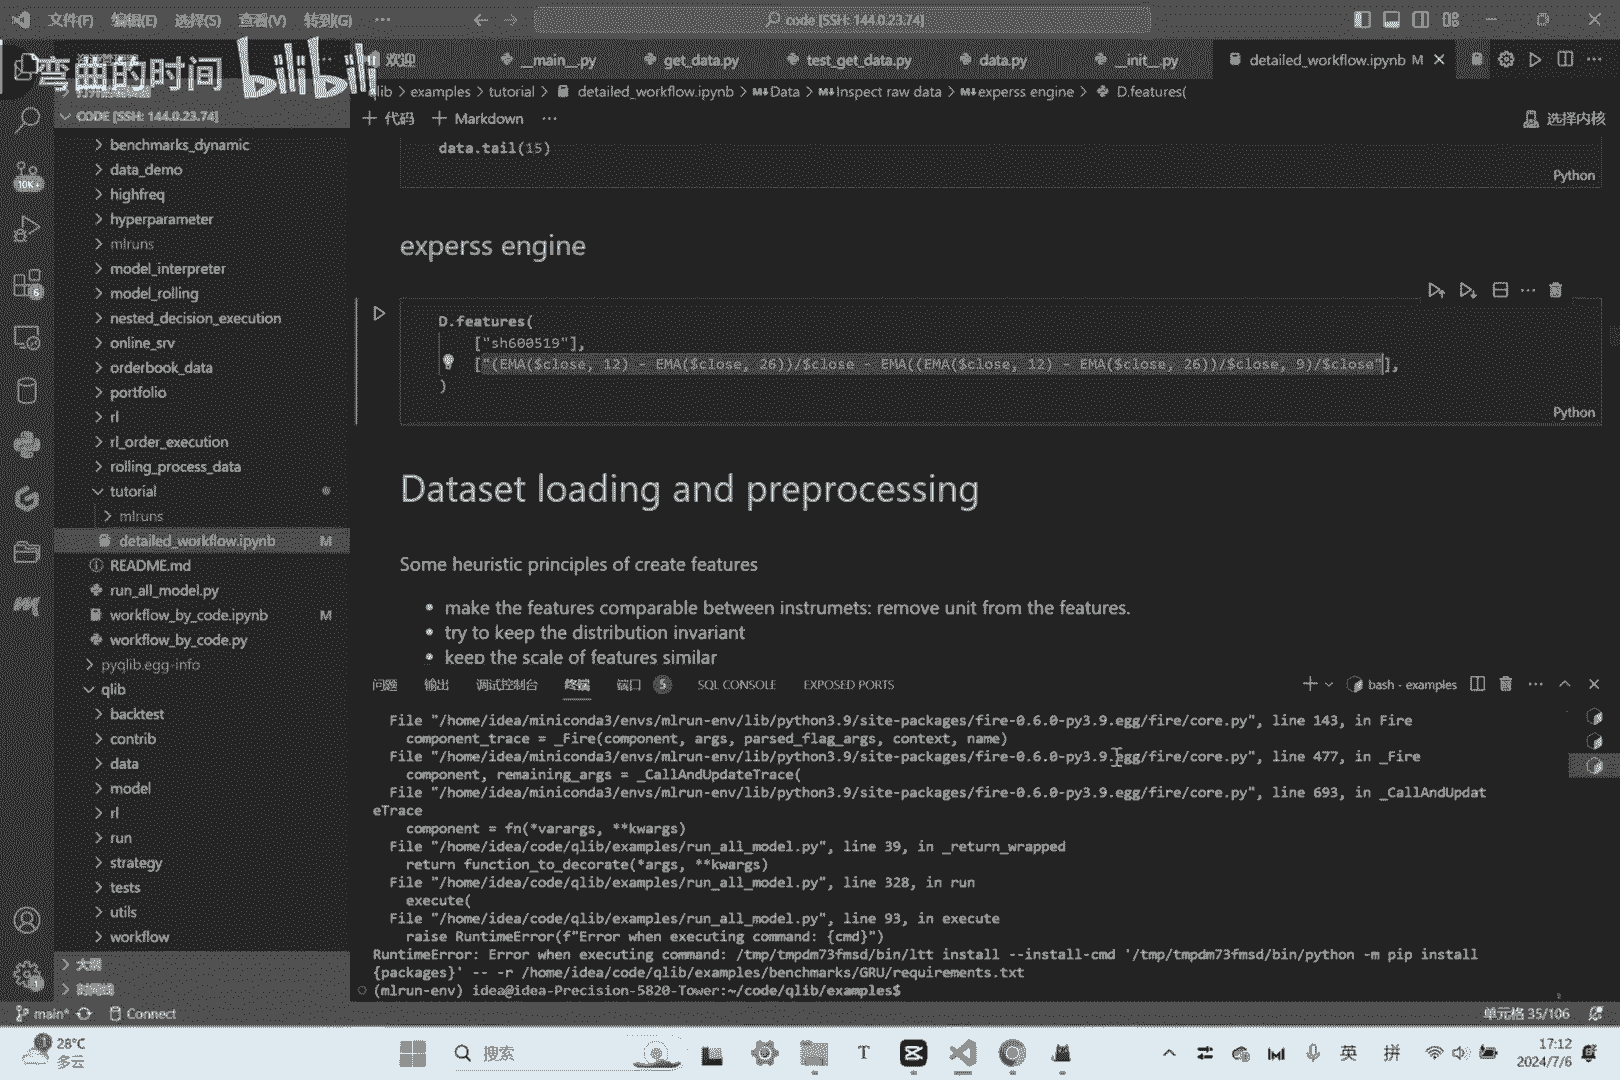 文件(F) 编辑(E) 选择(S) 查看(V) 转到(G) ··· code [SSH: 144.0.23.74]
弯曲的时间 bilibili
欢迎 __main__.py get_data.py test_get_data.py data.py __init__.py detailed_workflow.ipynb M
lib > examples > tutorial > detailed_workflow.ipynb > Data > Inspect raw data > experss engine > D.features(
CODE [SSH: 144.0.23.74]
代码 Markdown ··· 选择内核
benchmarks_dynamic
data_demo
highfreq
hyperparameter
mlruns
model_interpreter
model_rolling
nested_decision_execution
online_srv
orderbook_data
portfolio
rl
rl_order_execution
rolling_process_data
tutorial
mlruns
detailed_workflow.ipynb M
README.md
run_all_model.py
workflow_by_code.ipynb M
workflow_by_code.py
pyqlib.egg-info
qlib
backtest
contrib
data
model
rl
run
strategy
tests
utils
workflow
大纲
时间线
10K+
6
1
data.tail(15)
Python
experss engine
D.features(
["sh600519"],
["(EMA($close, 12) - EMA($close, 26))/$close - EMA((EMA($close, 12) - EMA($close, 26))/$close, 9)/$close"],
)
Python
Dataset loading and preprocessing
Some heuristic principles of create features
• make the features comparable between instrumets: remove unit from the features.
• try to keep the distribution invariant
• keep the scale of features similar
问题 输出 调试控制台 终端 端口 5 SQL CONSOLE EXPOSED PORTS bash - examples
File "/home/idea/miniconda3/envs/mlrun-env/lib/python3.9/site-packages/fire-0.6.0-py3.9.egg/fire/core.py", line 143, in Fire
component_trace = _Fire(component, args, parsed_flag_args, context, name)
File "/home/idea/miniconda3/envs/mlrun-env/lib/python3.9/site-packages/fire-0.6.0-py3.9.egg/fire/core.py", line 477, in _Fire
component, remaining_args = _CallAndUpdateTrace(
File "/home/idea/miniconda3/envs/mlrun-env/lib/python3.9/site-packages/fire-0.6.0-py3.9.egg/fire/core.py", line 693, in _CallAndUpdat
eTrace
component = fn(*varargs, **kwargs)
File "/home/idea/code/qlib/examples/run_all_model.py", line 39, in _return_wrapped
return function_to_decorate(*args, **kwargs)
File "/home/idea/code/qlib/examples/run_all_model.py", line 328, in run
execute(
File "/home/idea/code/qlib/examples/run_all_model.py", line 93, in execute
raise RuntimeError(f"Error when executing command: {cmd}")
RuntimeError: Error when executing command: /tmp/tmpdm73fmsd/bin/ltt install --install-cmd '/tmp/tmpdm73fmsd/bin/python -m pip install
{packages}' -- -r /home/idea/code/qlib/examples/benchmarks/GRU/requirements.txt
(mlrun-env) idea@idea-Precision-5820-Tower:~/code/qlib/examples$
main* Connect 单元格 35/106
28°C
多云
搜索
英 拼
17:12
2024/7/6